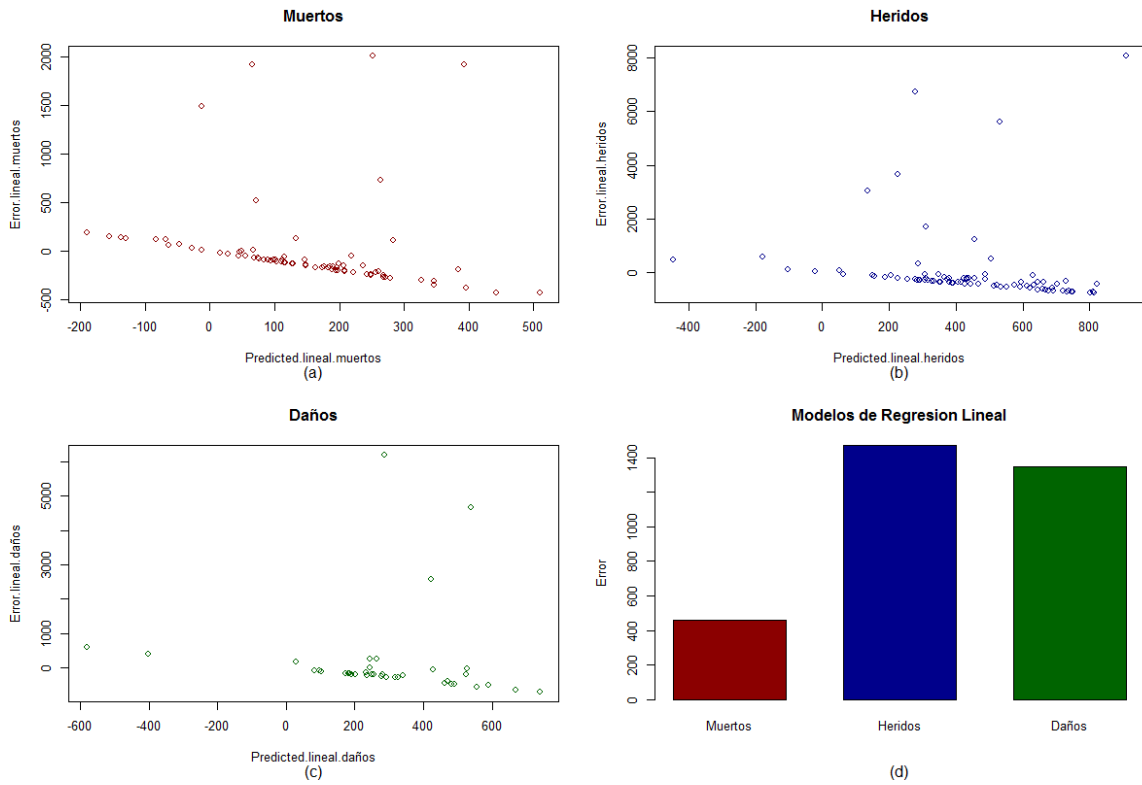 Muertos
Error.lineal.muertos
2000
1500
1000
500
0
-500
-200 -100 0 100 200 300 400 500
Predicted.lineal.muertos
(a)
Heridos
Error.lineal.heridos
8000
6000
4000
2000
0
-400 -200 0 200 400 600 800
Predicted.lineal.heridos
(b)
Daños
Error.lineal.daños
5000
3000
1000
0
-600 -400 -200 0 200 400 600
Predicted.lineal.daños
(c)
Modelos de Regresion Lineal
Error
1400
1000
800
600
400
200
0
Muertos Heridos Daños
(d)